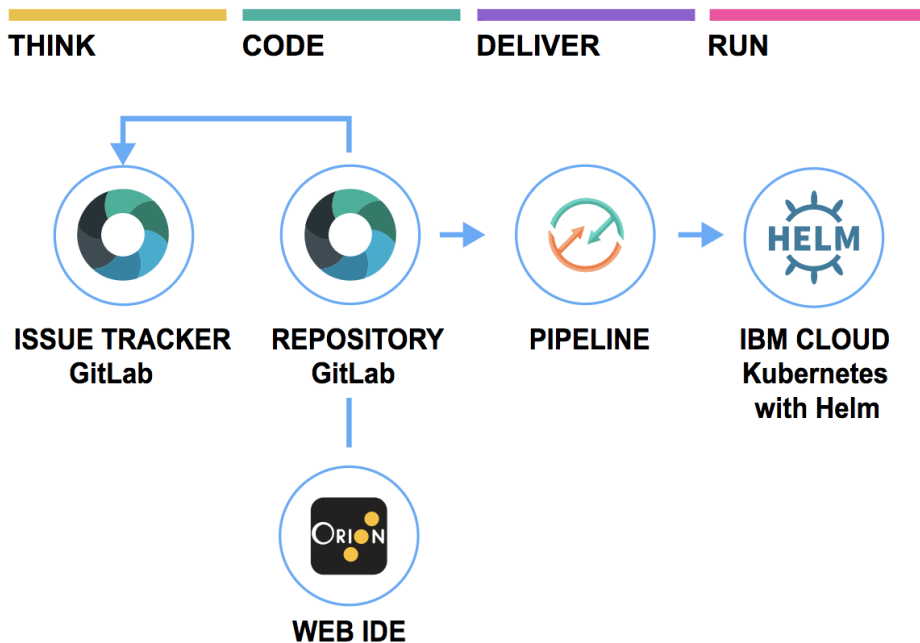 THINK
CODE
DELIVER
RUN
ISSUE TRACKER
GitLab
REPOSITORY
GitLab
PIPELINE
HELM
IBM CLOUD
Kubernetes
with Helm
ORION
WEB IDE